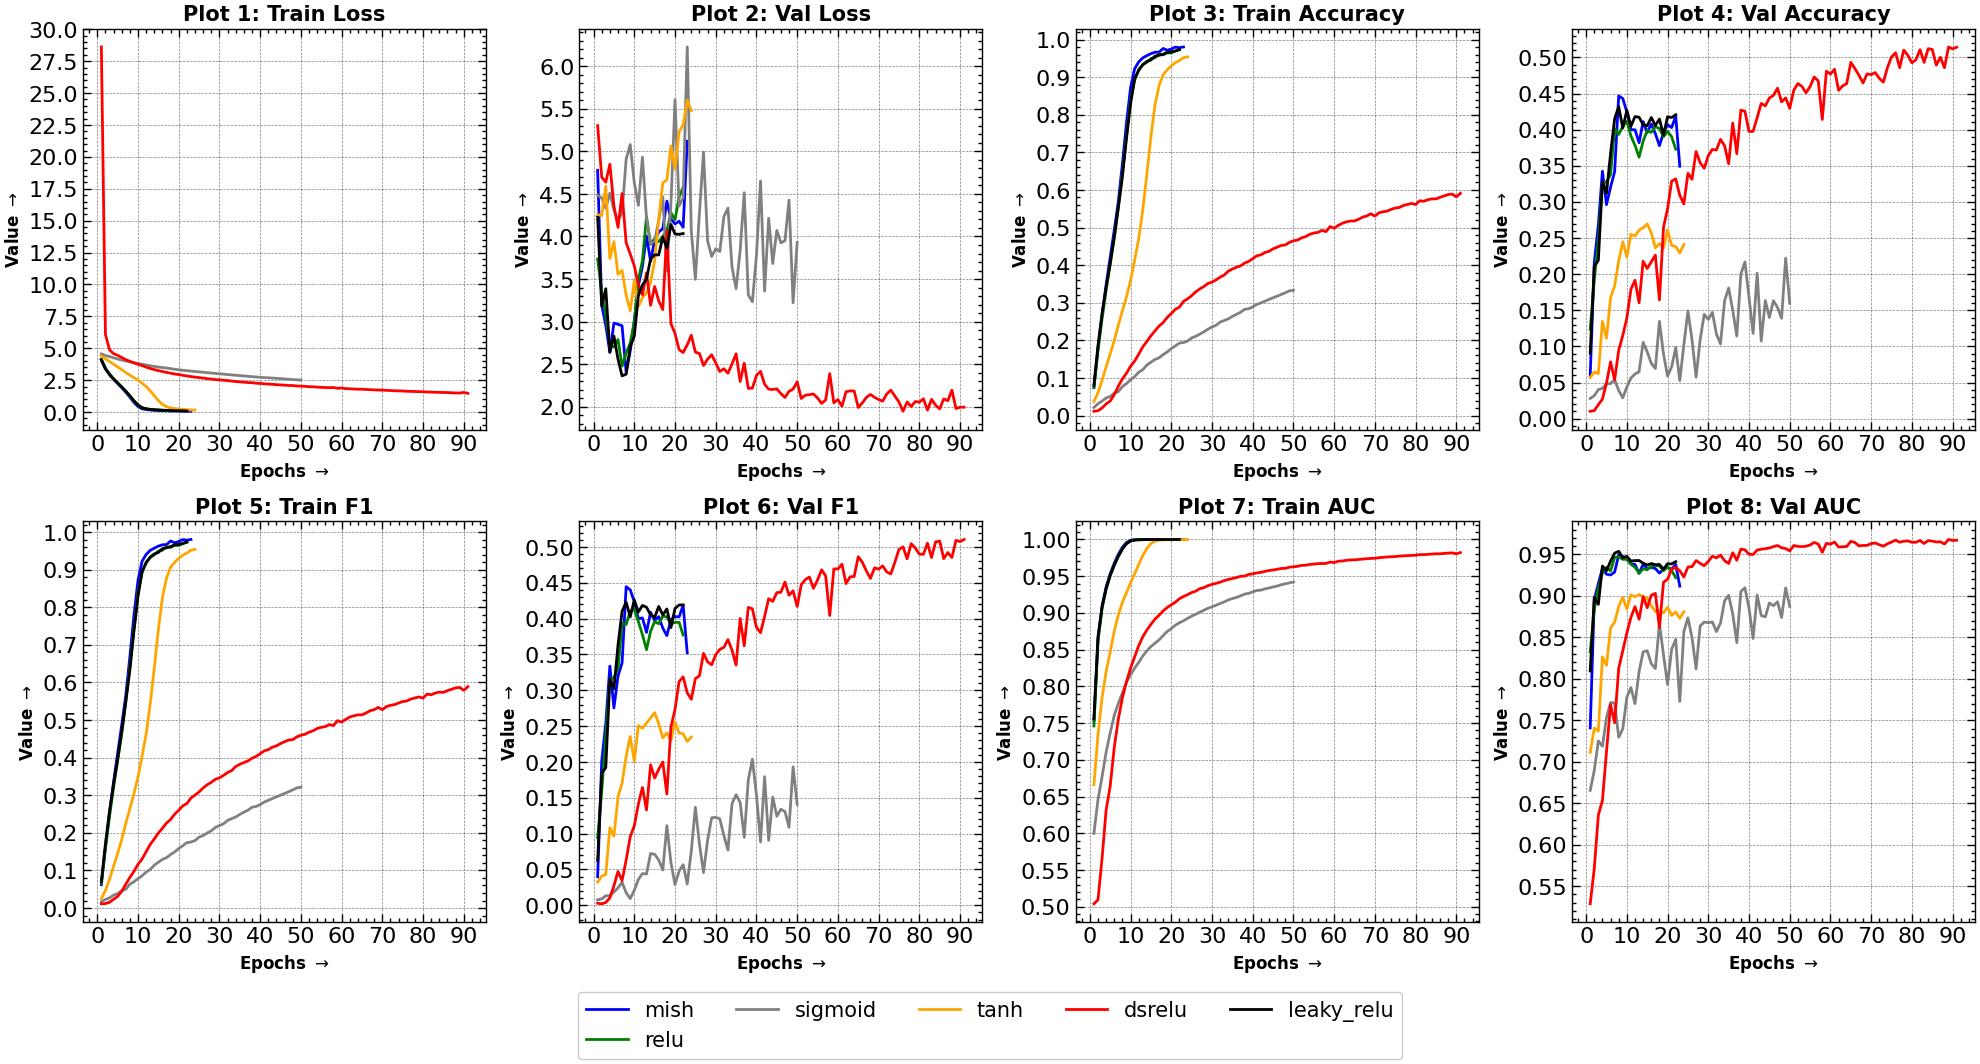 Plot 1: Train Loss
30.0
27.5
25.0
22.5
20.0
17.5
15.0
12.5
10.0
7.5
5.0
2.5
0.0
Value →
0 10 20 30 40 50 60 70 80 90
Epochs →
Plot 2: Val Loss
6.0
5.5
5.0
4.5
4.0
3.5
3.0
2.5
2.0
Value →
0 10 20 30 40 50 60 70 80 90
Epochs →
Plot 3: Train Accuracy
1.0
0.9
0.8
0.7
0.6
0.5
0.4
0.3
0.2
0.1
0.0
Value →
0 10 20 30 40 50 60 70 80 90
Epochs →
Plot 4: Val Accuracy
0.50
0.45
0.40
0.35
0.30
0.25
0.20
0.15
0.10
0.05
0.00
Value →
0 10 20 30 40 50 60 70 80 90
Epochs →
Plot 5: Train F1
1.0
0.9
0.8
0.7
0.6
0.5
0.4
0.3
0.2
0.1
0.0
Value →
0 10 20 30 40 50 60 70 80 90
Epochs →
Plot 6: Val F1
0.50
0.45
0.40
0.35
0.30
0.25
0.20
0.15
0.10
0.05
0.00
Value →
0 10 20 30 40 50 60 70 80 90
Epochs →
Plot 7: Train AUC
1.00
0.95
0.90
0.85
0.80
0.75
0.70
0.65
0.60
0.55
0.50
Value →
0 10 20 30 40 50 60 70 80 90
Epochs →
Plot 8: Val AUC
0.95
0.90
0.85
0.80
0.75
0.70
0.65
0.60
0.55
Value →
0 10 20 30 40 50 60 70 80 90
Epochs →
mish sigmoid tanh dsrelu leaky_relu
relu